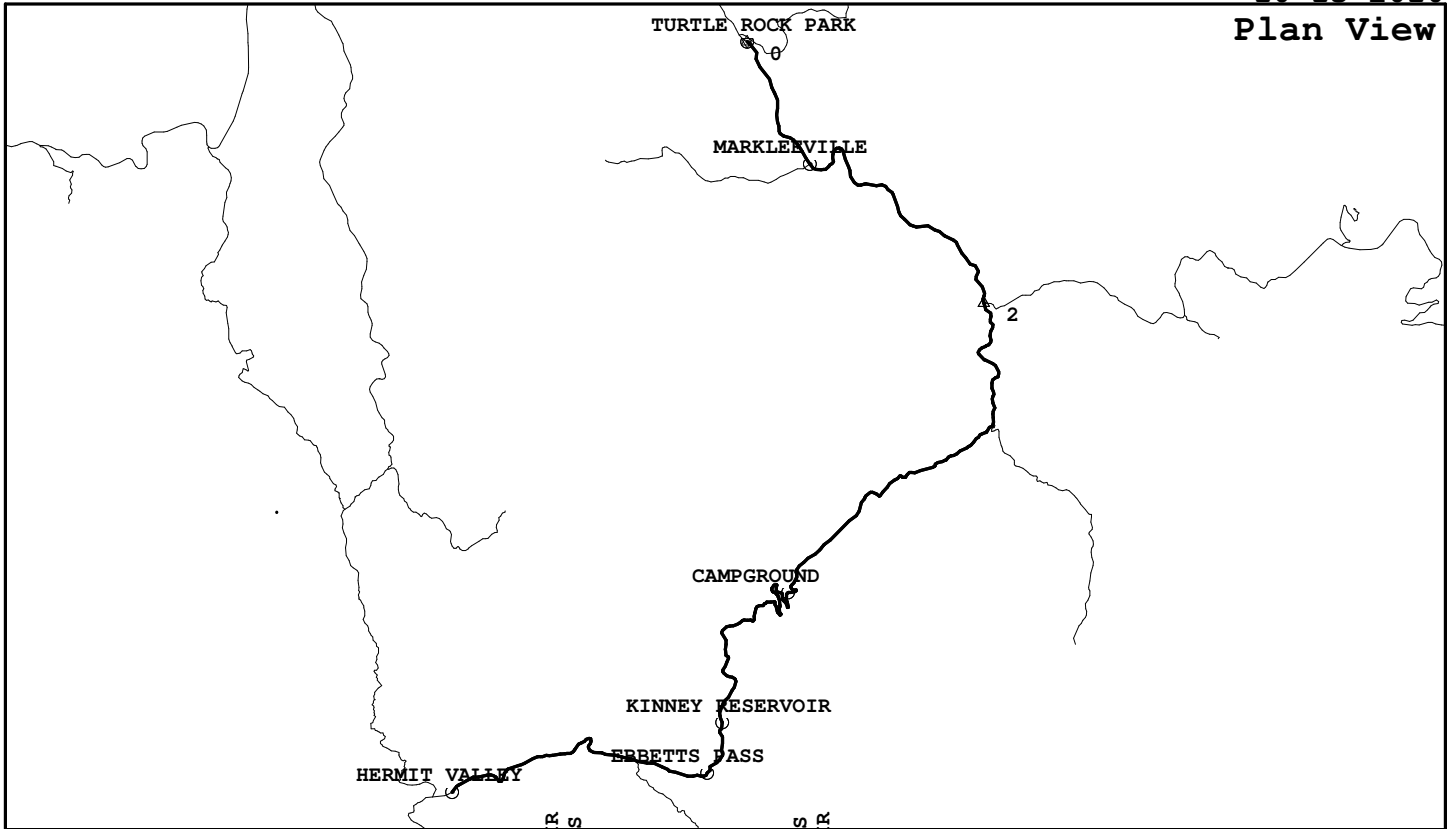 Plan View
TURTLE ROCK PARK
0
MARKLEEVILLE
2
CAMPGROUND
KINNEY RESERVOIR
EBBETTS PASS
HERMIT VALLEY
R
S
S
R